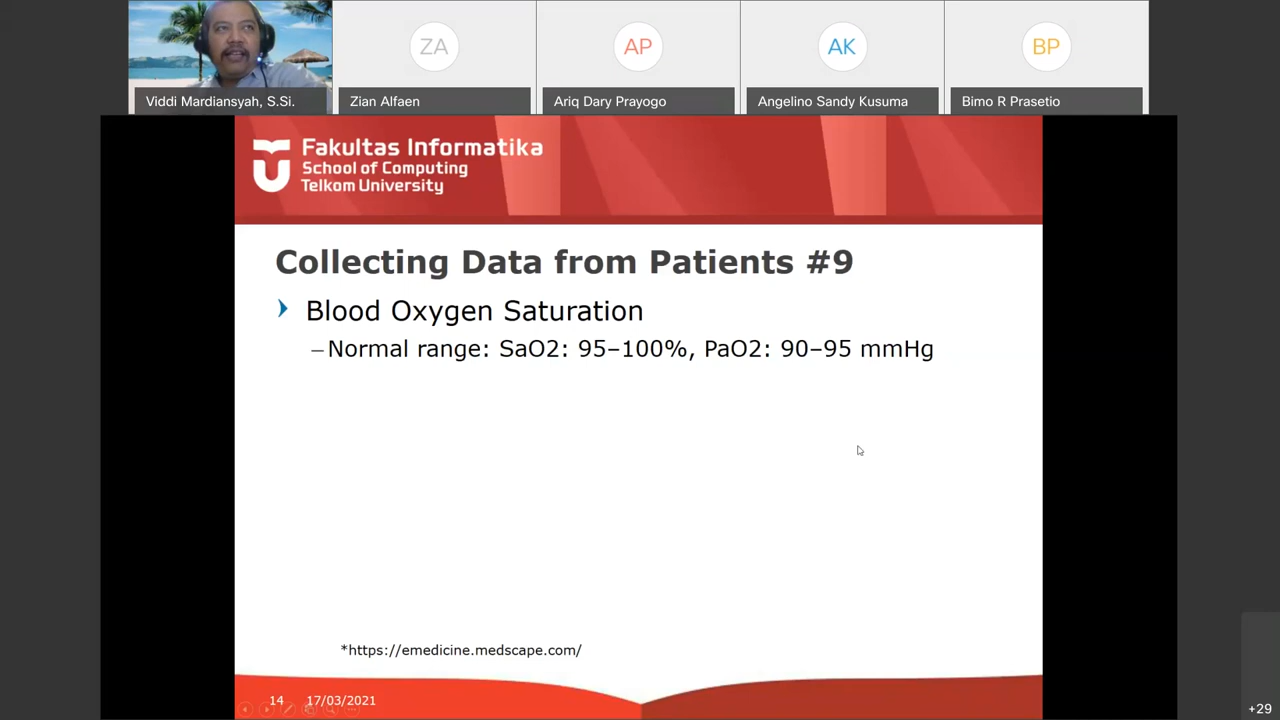 ZA
AP
AK
BP
Viddi Mardiansyah, S.Si.
Zian Alfaen
Ariq Dary Prayogo
Angelino Sandy Kusuma
Bimo R Prasetio
Fakultas Informatika
School of Computing
Telkom University
Collecting Data from Patients #9
Blood Oxygen Saturation
–Normal range: SaO2: 95–100%, PaO2: 90–95 mmHg
*https://emedicine.medscape.com/
14 17/03/2021
+29